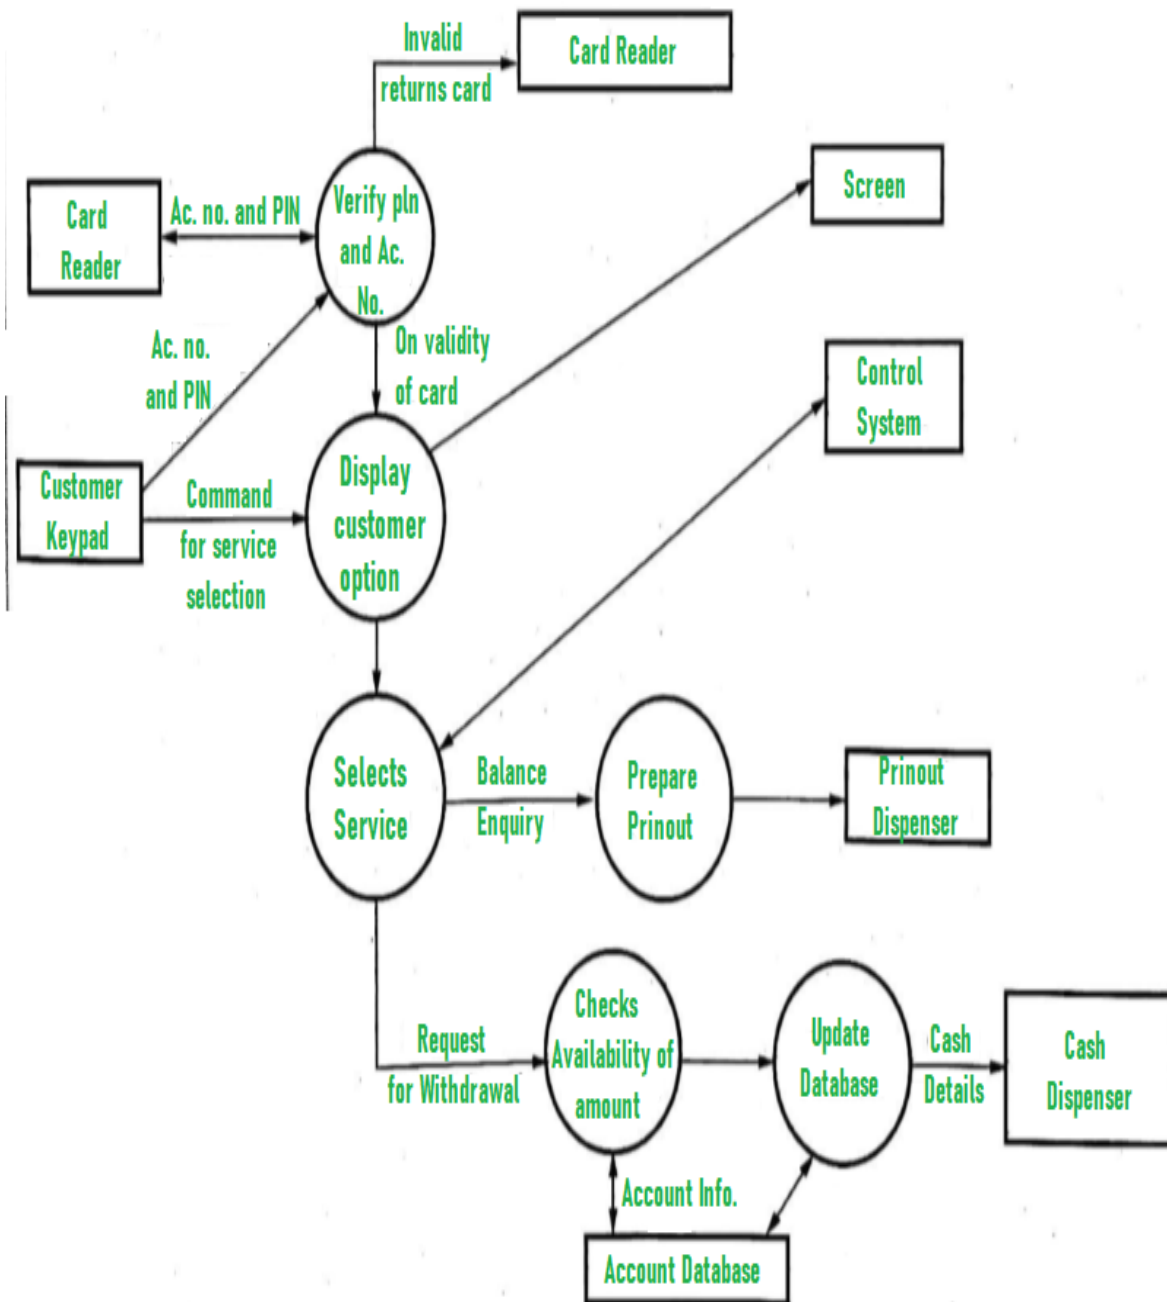 Invalid
returns card
Card Reader
Screen
Card
Reader
Ac. no. and PIN
Verify pln
and Ac.
No.
Ac. no.
and PIN
On validity
of card
Control
System
Customer
Keypad
Command
for service
selection
Display
customer
option
Selects
Service
Balance
Enquiry
Prepare
Prinout
Prinout
Dispenser
Request
for Withdrawal
Checks
Availability of
amount
Update
Database
Cash
Details
Cash
Dispenser
Account Info.
Account Database